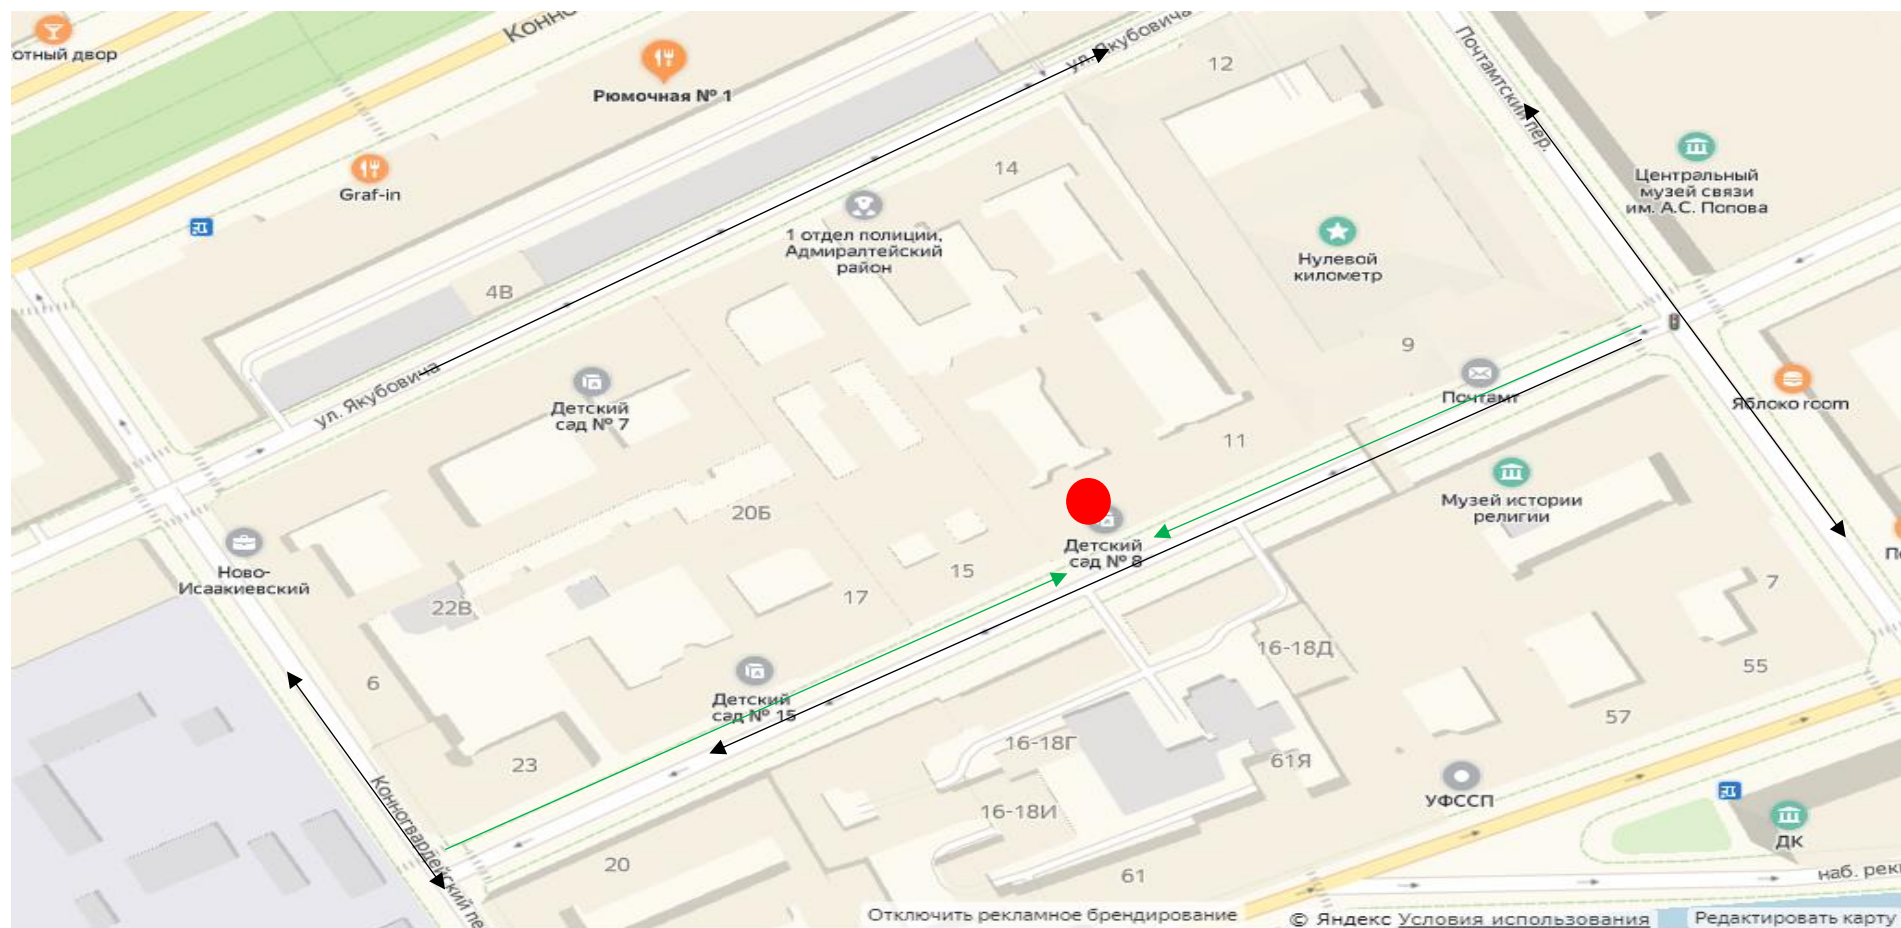 Конно
отный двор
Рюмочная № 1
Graf-in
ул. Якубовича
12
Почтамтский пер.
Центральный
музей связи
им. А.С. Попова
14
1 отдел полиции,
Адмиралтейский
район
Нулевой
километр
4В
ул. Якубовича
Детский
сад № 7
9
Почтамт
Яблоко room
11
Музей истории
религии
20Б
Ново-
Исаакиевский
Детский
сад № 8
15
17
22В
7
16-18Д
55
6
Детский
сад № 15
57
16-18Г
23
61Я
УФССП
16-18И
ДК
Конногвардейский пе
20
61
наб. рек
Отключить рекламное брендирование
© Яндекс Условия использования
Редактировать карту